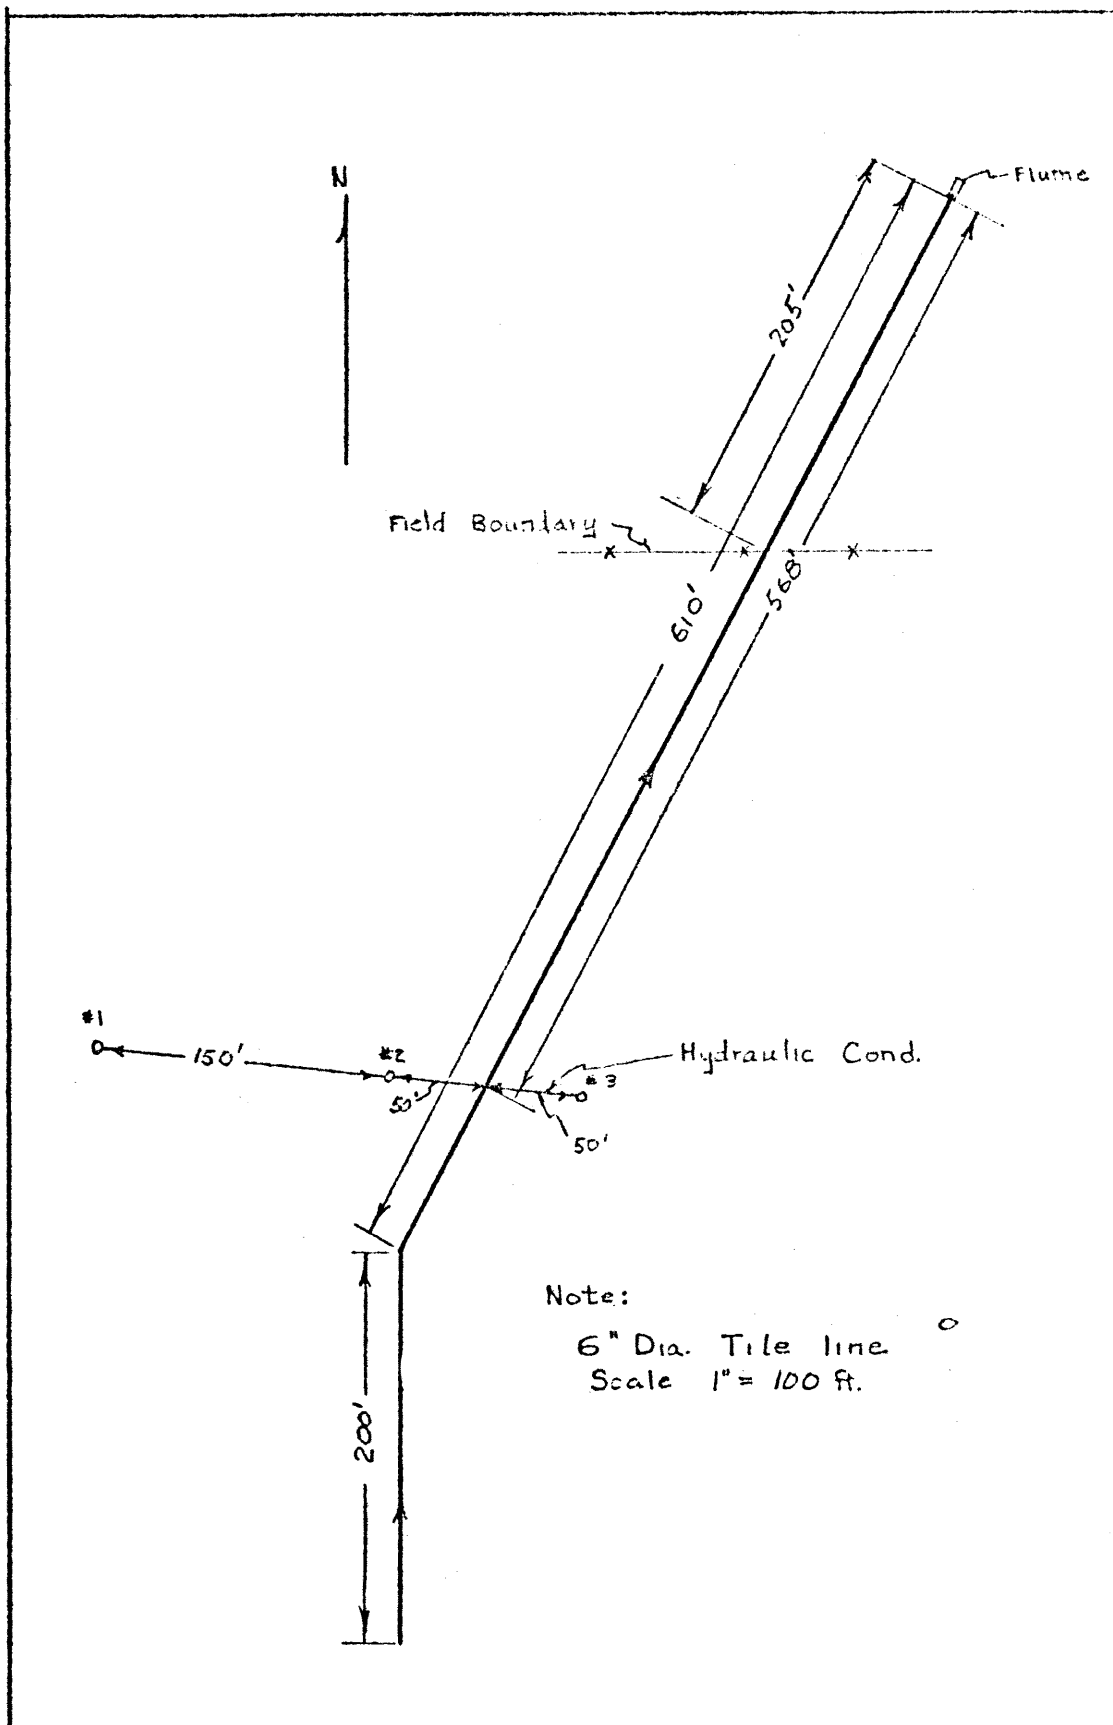 N
Flume
205'
Field Boundary
610'
568'
#1
150'
#2
50'
#3
Hydraulic Cond.
50'
200'
Note:
6" Dia. Tile line
Scale 1" = 100 ft.